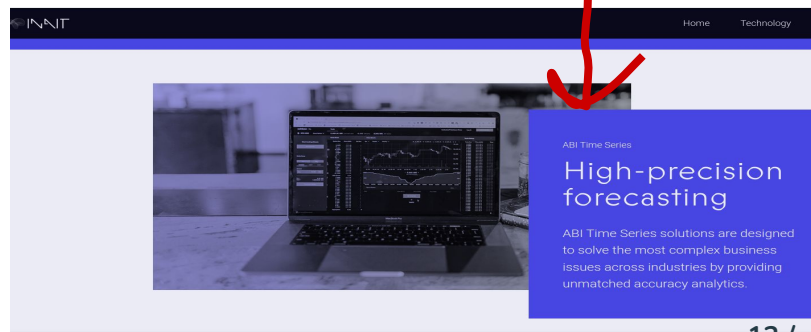 INAIT
Home Technology
ABI Time Series
High-precision
forecasting
ABI Time Series solutions are designed
to solve the most complex business
issues across industries by providing
unmatched accuracy analytics.